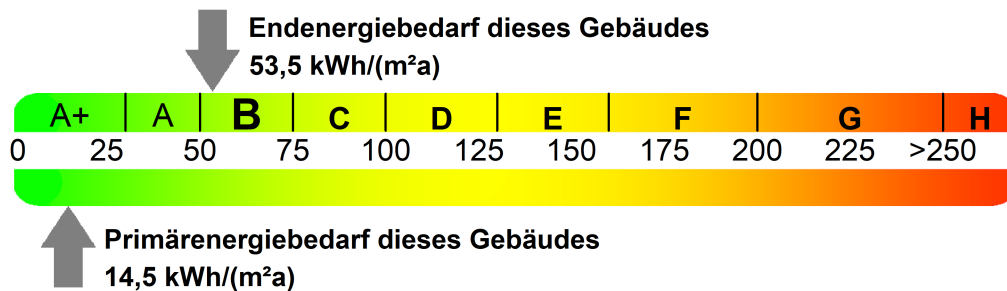 Endenergiebedarf dieses Gebäudes
53,5 kWh/(m²a)
A+ A B C D E F G H
0 25 50 75 100 125 150 175 200 225 >250
Primärenergiebedarf dieses Gebäudes
14,5 kWh/(m²a)